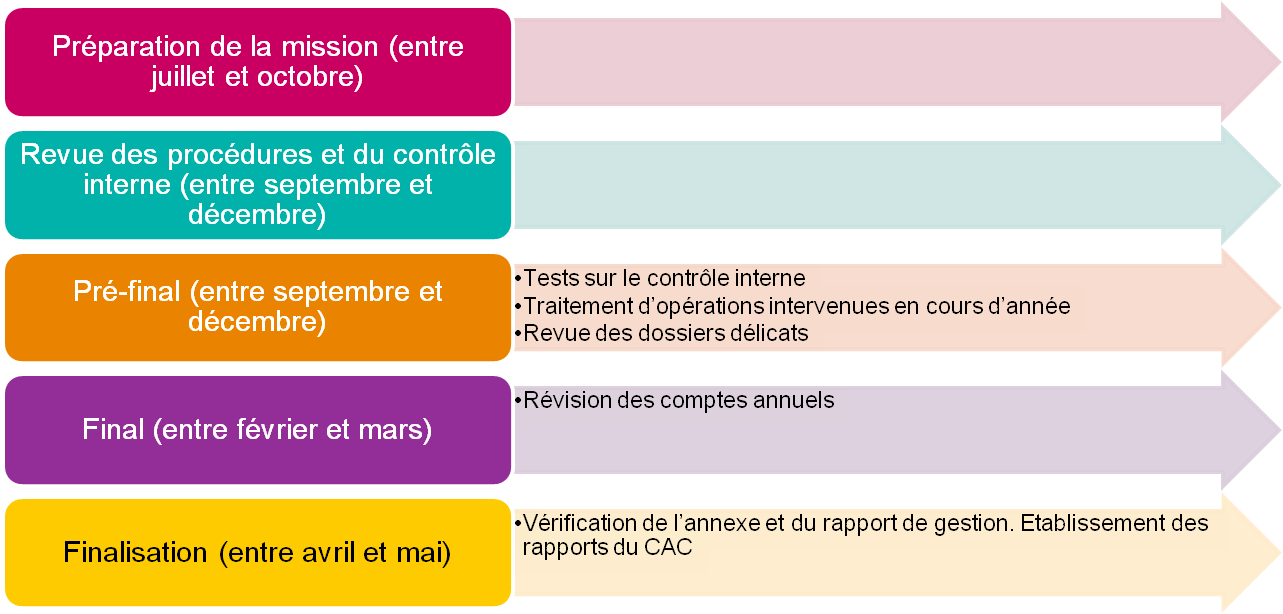 Préparation de la mission (entre
juillet et octobre)
Revue des procédures et du contrôle
interne (entre septembre et
décembre)
Pré-final (entre septembre et
décembre)
•Tests sur le contrôle interne
•Traitement d’opérations intervenues en cours d’année
•Revue des dossiers délicats
Final (entre février et mars)
•Révision des comptes annuels
Finalisation (entre avril et mai)
•Vérification de l’annexe et du rapport de gestion. Etablissement des
rapports du CAC